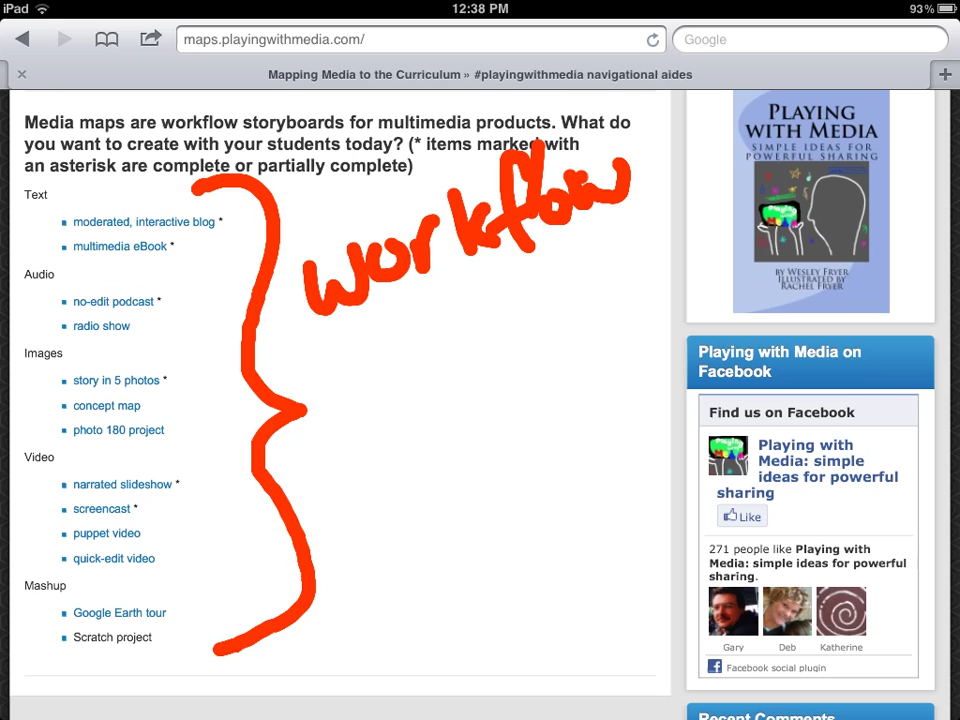 iPad
12:38 PM
93%
maps.playingwithmedia.com/
Google
Mapping Media to the Curriculum » #playingwithmedia navigational aides
Media maps are workflow storyboards for multimedia products. What do
you want to create with your students today? (* items marked with
an asterisk are complete or partially complete)
Text
moderated, interactive blog *
multimedia eBook *
Audio
no-edit podcast *
radio show
Images
story in 5 photos *
concept map
photo 180 project
Video
narrated slideshow *
screencast *
puppet video
quick-edit video
Mashup
Google Earth tour
Scratch project
workflow
PLAYING
WITH MEDIA
SIMPLE IDEAS FOR
POWERFUL SHARING
BY WESLEY FRYER
ILLUSTRATED BY
RACHEL FRYER
Playing with Media on
Facebook
Find us on Facebook
Playing with
Media: simple
ideas for powerful
sharing
Like
271 people like Playing with
Media: simple ideas for powerful
sharing.
Gary
Deb
Katherine
Facebook social plugin
Recent Comments